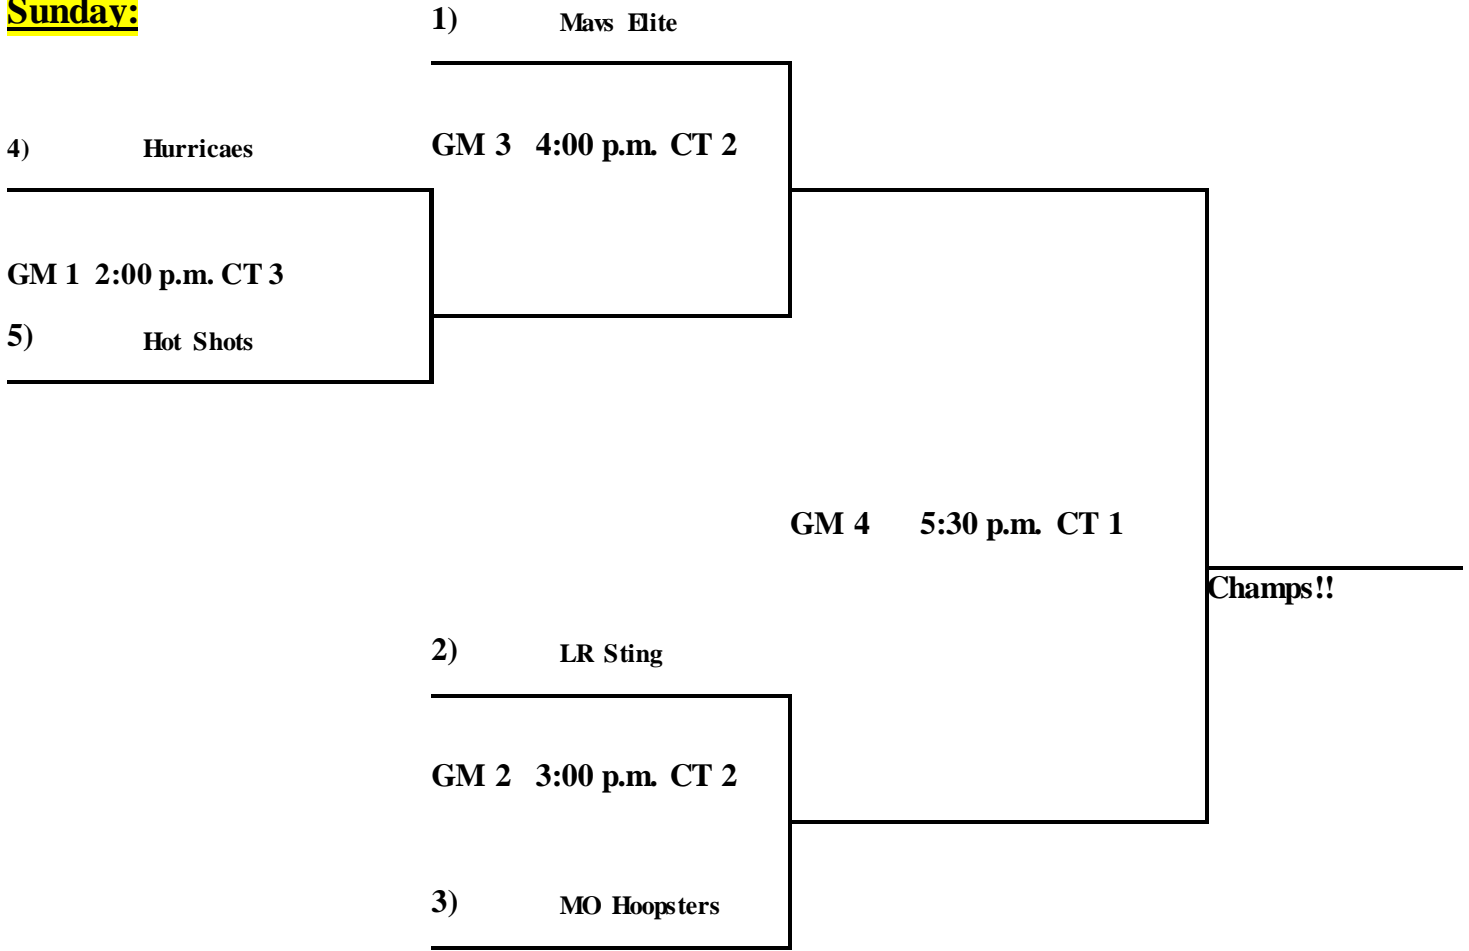 Sunday:
1) Mavs Elite
4) Hurricaes
GM 3 4:00 p.m. CT 2
GM 1 2:00 p.m. CT 3
5) Hot Shots
GM 4 5:30 p.m. CT 1
Champs!!
2) LR Sting
GM 2 3:00 p.m. CT 2
3) MO Hoopsters